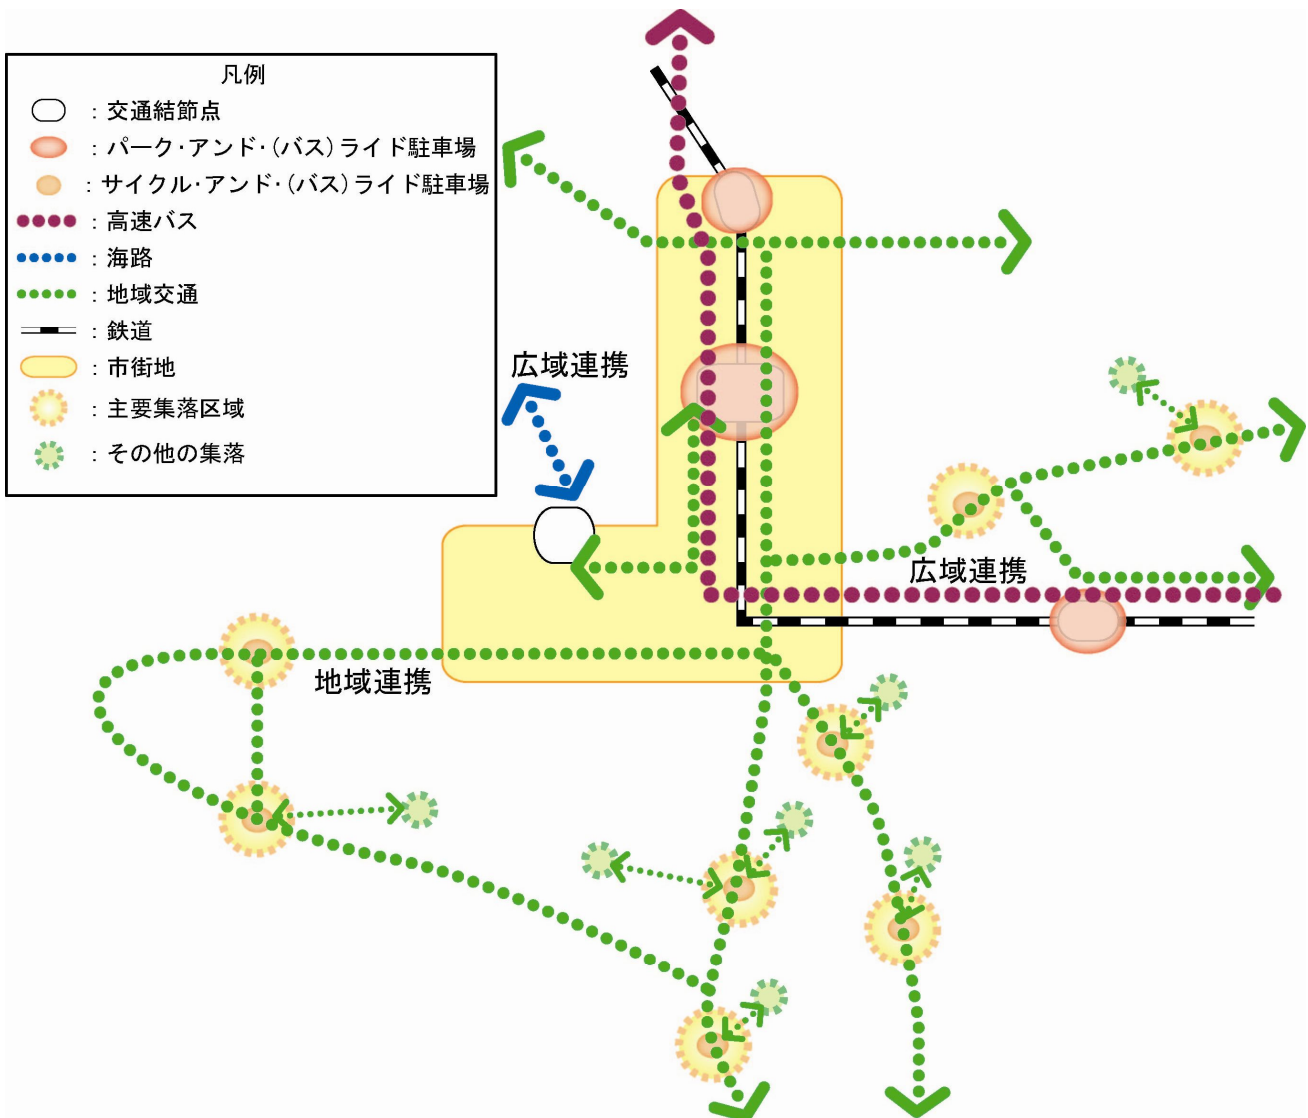 凡例
：交通結節点
：パーク･アンド･(バス)ライド駐車場
：サイクル･アンド･(バス)ライド駐車場
：高速バス
：海路
：地域交通
：鉄道
：市街地
：主要集落区域
：その他の集落
広域連携
広域連携
地域連携